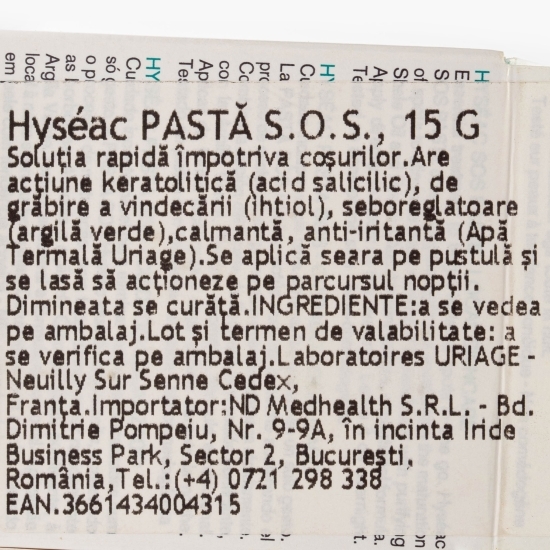 Hyséac PASTĂ S.O.S., 15 G
Soluția rapidă împotriva coșurilor.Are
acțiune keratolitică (acid salicilic), de
grăbire a vindecării (ihtiol), seboreglatoare
(argilă verde),calmantă, anti-iritantă (Apă
Termală Uriage).Se aplică seara pe pustulă și
se lasă să acționeze pe parcursul nopții.
Dimineata se curăță.INGREDIENTE:a se vedea
pe ambalaj.Lot și termen de valabilitate: a
se verifica pe ambalaj.Laboratoires URIAGE -
Neuilly Sur Senne Cedex,
Franța.Importator:ND Medhealth S.R.L. - Bd.
Dimitrie Pompeiu, Nr. 9-9A, în incinta Iride
Business Park, Sector 2, București,
România,Tel.:(+4) 0721 298 338
EAN.3661434004315